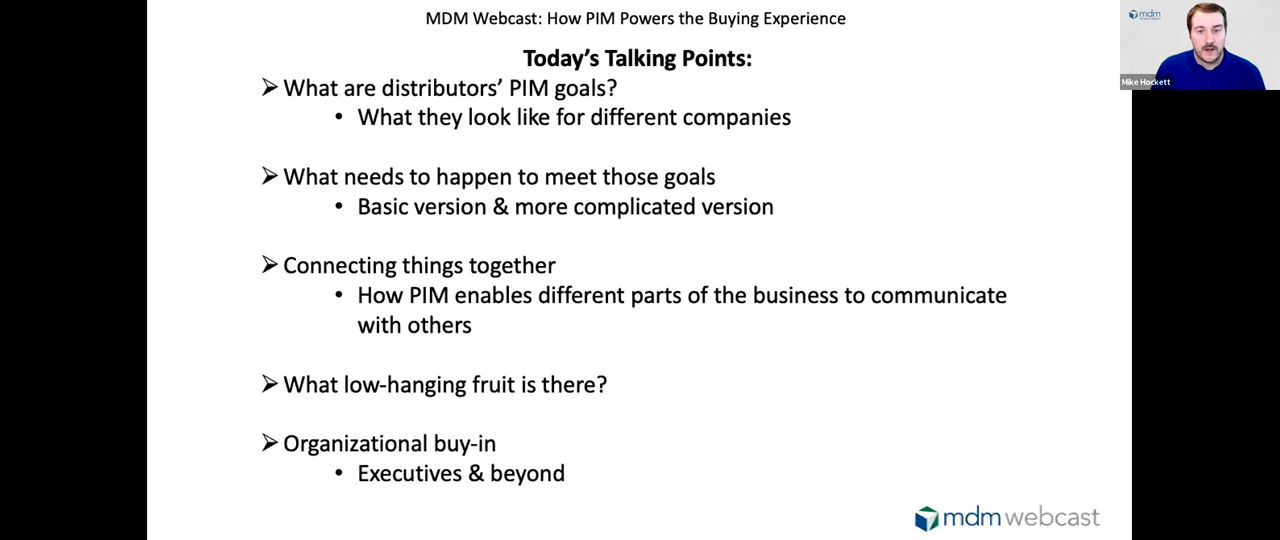 MDM Webcast: How PIM Powers the Buying Experience
mdm
Mike Hockett
Today's Talking Points:
➢ What are distributors' PIM goals?
• What they look like for different companies
➢ What needs to happen to meet those goals
• Basic version & more complicated version
➢ Connecting things together
• How PIM enables different parts of the business to communicate
with others
➢ What low-hanging fruit is there?
➢ Organizational buy-in
• Executives & beyond
mdm webcast